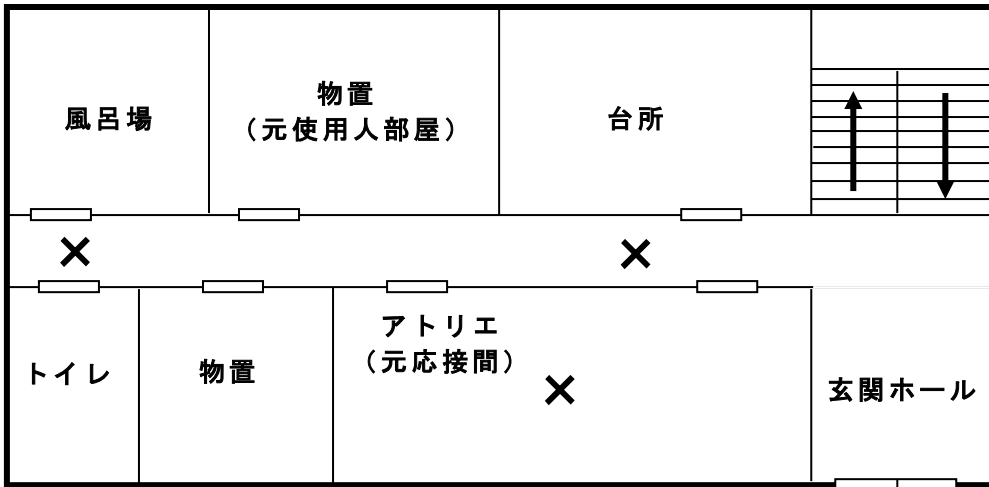 風呂場
物置
（元使用人部屋）
台所
トイレ
物置
アトリエ
（元応接間）
玄関ホール